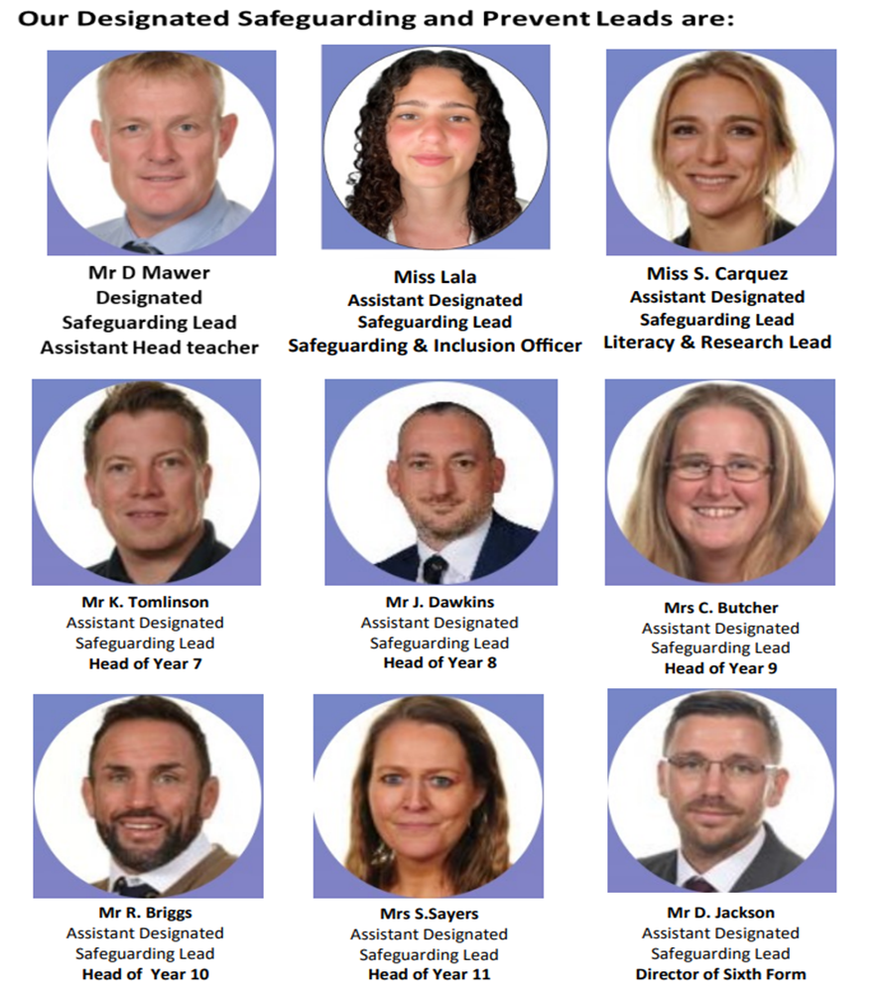 Our Designated Safeguarding and Prevent Leads are:
Mr D Mawer
Designated
Safeguarding Lead
Assistant Head teacher
Miss Lala
Assistant Designated
Safeguarding Lead
Safeguarding & Inclusion Officer
Miss S. Carquez
Assistant Designated
Safeguarding Lead
Literacy & Research Lead
Mr K. Tomlinson
Assistant Designated
Safeguarding Lead
Head of Year 7
Mr J. Dawkins
Assistant Designated
Safeguarding Lead
Head of Year 8
Mrs C. Butcher
Assistant Designated
Safeguarding Lead
Head of Year 9
Mr R. Briggs
Assistant Designated
Safeguarding Lead
Head of  Year 10
Mrs S.Sayers
Assistant Designated
Safeguarding Lead
Head of Year 11
Mr D. Jackson
Assistant Designated
Safeguarding Lead
Director of Sixth Form